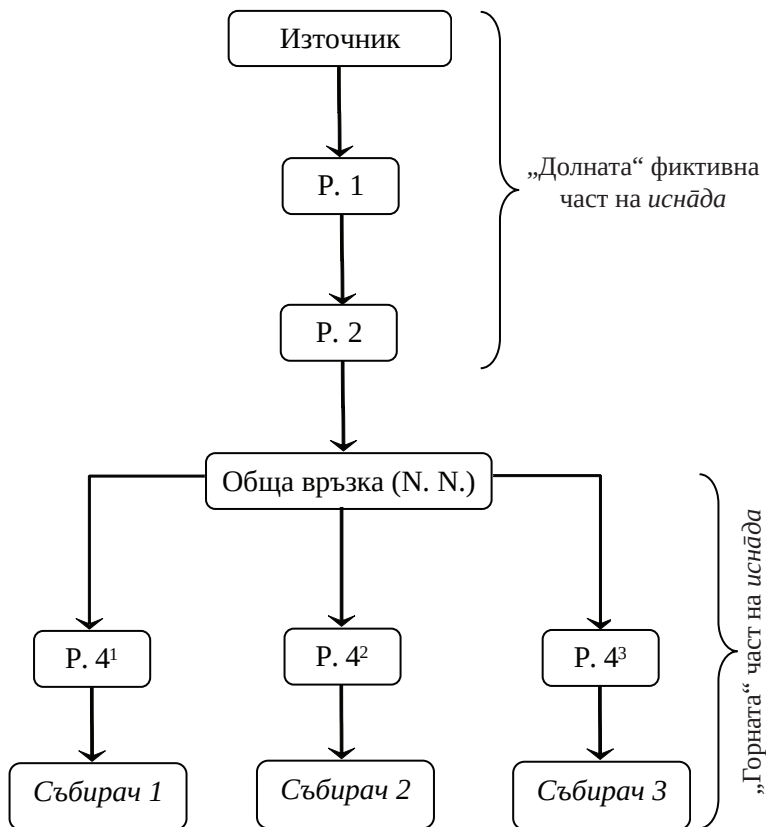 Източник
Р. 1
„Долната“ фиктивна
част на иснāда
Р. 2
Обща връзка (N. N.)
Р. 4¹
Р. 4²
Р. 4³
„Горната“ част на иснāда
Събирач 1
Събирач 2
Събирач 3